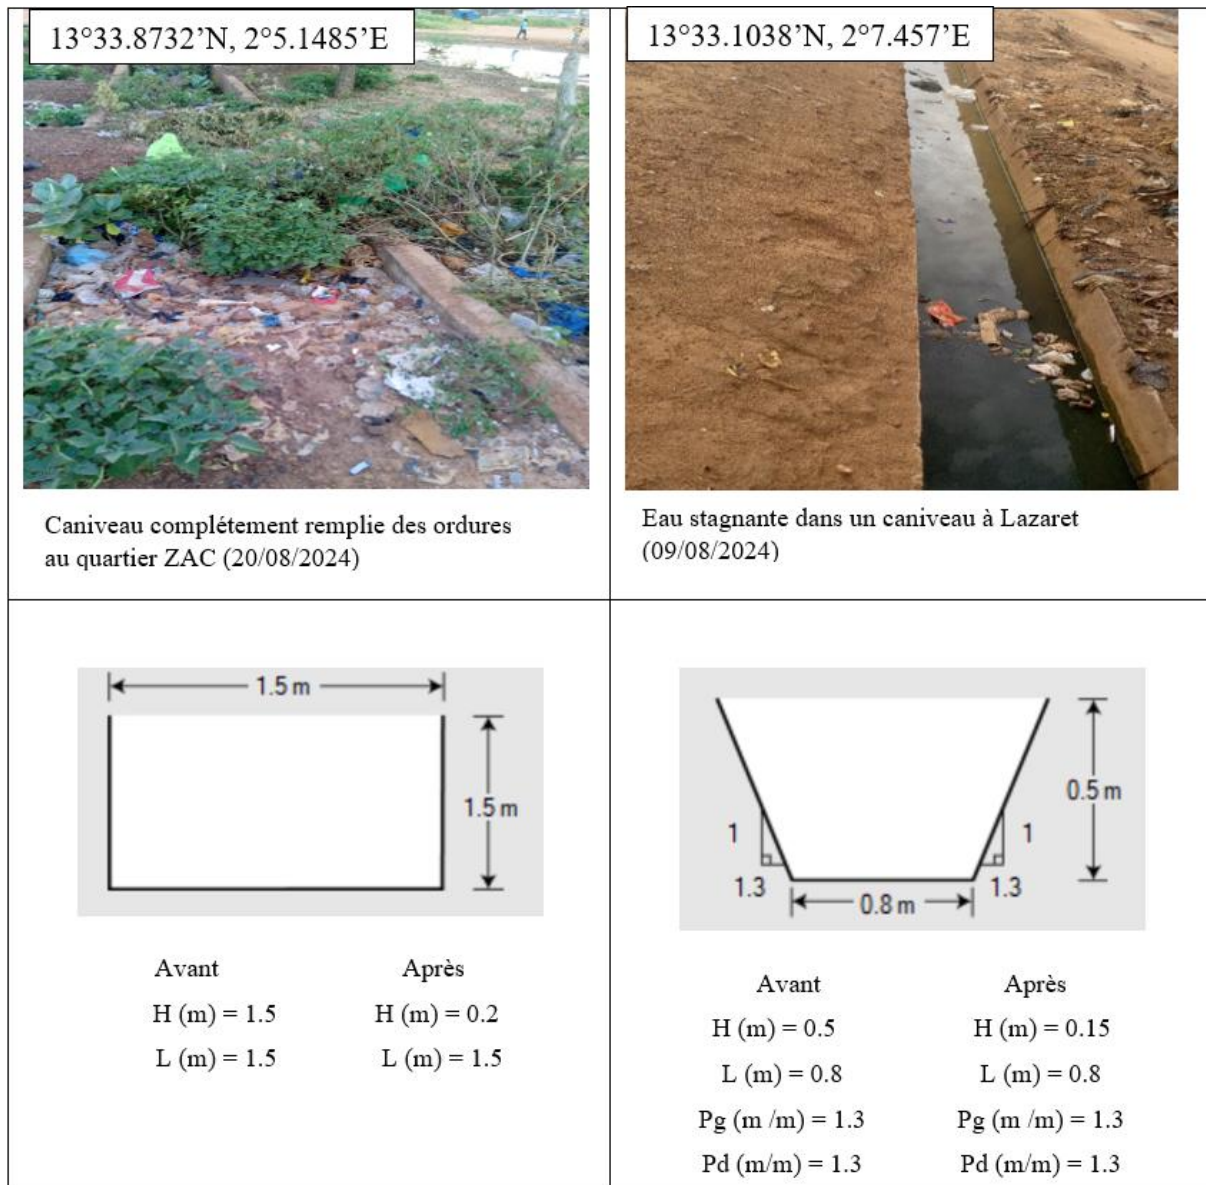 13°33.8732’N, 2°5.1485’E
Caniveau complétement remplie des ordures
au quartier ZAC (20/08/2024)
13°33.1038’N, 2°7.457’E
Eau stagnante dans un caniveau à Lazaret
(09/08/2024)
1.5 m
1.5 m
Avant Après
H (m) = 1.5 H (m) = 0.2
L (m) = 1.5 L (m) = 1.5
0.5 m
1 1
1.3 1.3
0.8 m
Avant Après
H (m) = 0.5 H (m) = 0.15
L (m) = 0.8 L (m) = 0.8
Pg (m /m) = 1.3 Pg (m /m) = 1.3
Pd (m/m) = 1.3 Pd (m/m) = 1.3